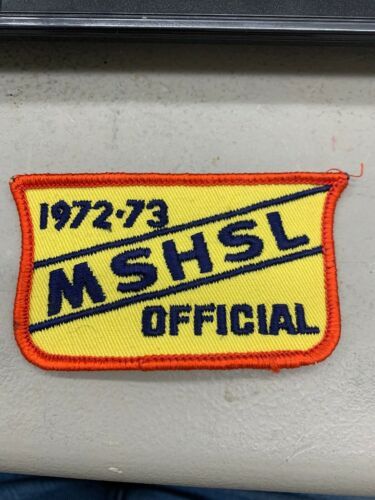 1972-73
MSHSL
OFFICIAL